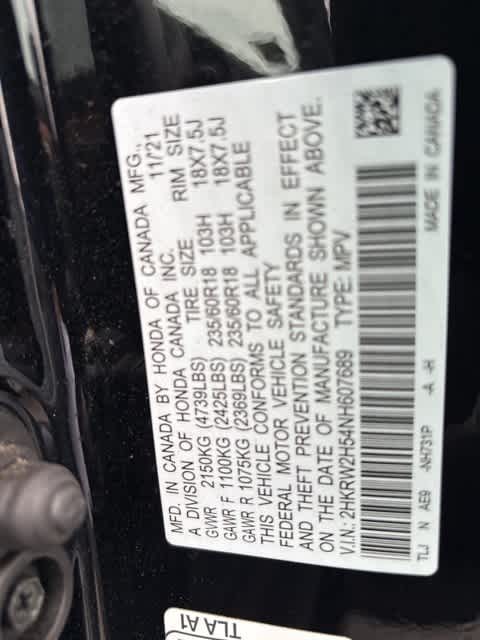 MFD. IN CANADA BY HONDA OF CANADA MFG.,
A DIVISION OF HONDA CANADA INC. 11/21
TIRE SIZE RIM SIZE
GVWR 2150KG (4739LBS)
GAWR F 1100KG (2425LBS) 235/60R18 103H 18X7.5J
GAWR R 1075KG (2369LBS) 235/60R18 103H 18X7.5J
THIS VEHICLE CONFORMS TO ALL APPLICABLE
FEDERAL MOTOR VEHICLE SAFETY
AND THEFT PREVENTION STANDARDS IN EFFECT
ON THE DATE OF MANUFACTURE SHOWN ABOVE.
V.I.N.: 2HKRW2H54NH607689 TYPE: MPV
TLJ N AE9 -NH731P -A -H MADE IN CANADA
TLA A1